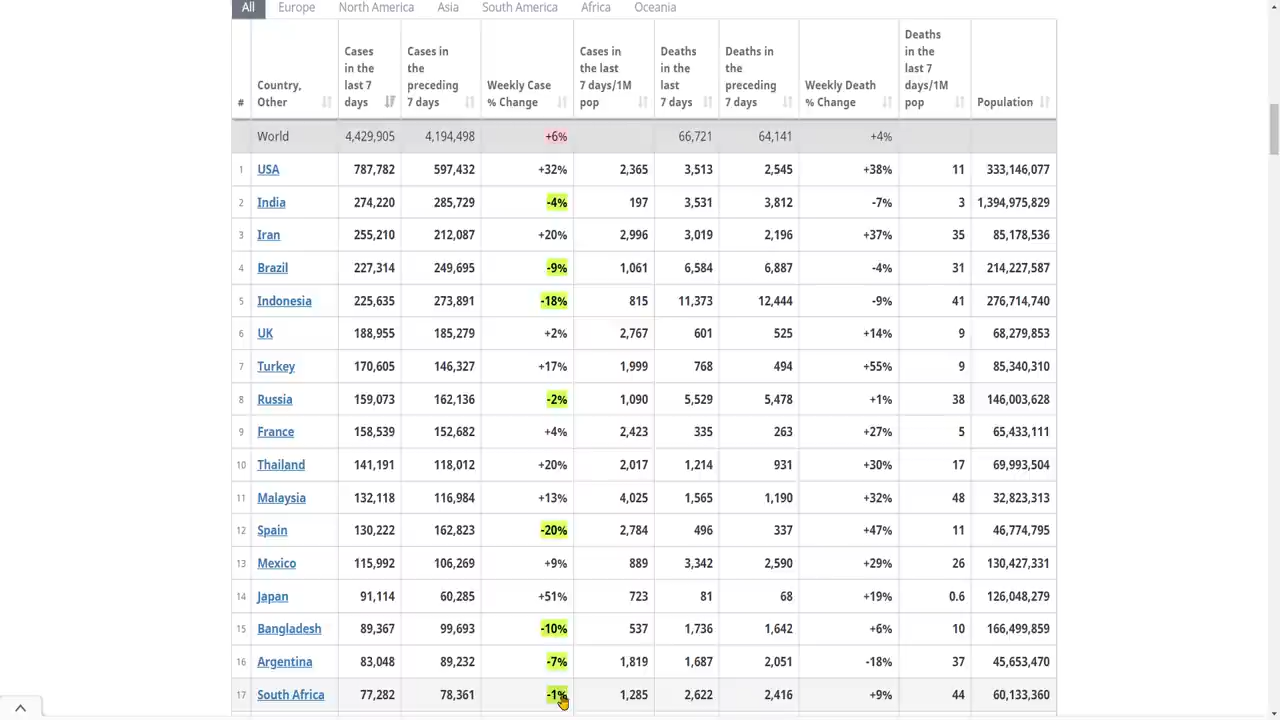 All Europe North America Asia South America Africa Oceania
# Country, Other Cases in the last 7 days Cases in the preceding 7 days Weekly Case % Change Cases in the last 7 days/1M pop Deaths in the last 7 days Deaths in the preceding 7 days Weekly Death % Change Deaths in the last 7 days/1M pop Population
World 4,429,905 4,194,498 +6% 66,721 64,141 +4%
1 USA 787,782 597,432 +32% 2,365 3,513 2,545 +38% 11 333,146,077
2 India 274,220 285,729 -4% 197 3,531 3,812 -7% 3 1,394,975,829
3 Iran 255,210 212,087 +20% 2,996 3,019 2,196 +37% 35 85,178,536
4 Brazil 227,314 249,695 -9% 1,061 6,584 6,887 -4% 31 214,227,587
5 Indonesia 225,635 273,891 -18% 815 11,373 12,444 -9% 41 276,714,740
6 UK 188,955 185,279 +2% 2,767 601 525 +14% 9 68,279,853
7 Turkey 170,605 146,327 +17% 1,999 768 494 +55% 9 85,340,310
8 Russia 159,073 162,136 -2% 1,090 5,529 5,478 +1% 38 146,003,628
9 France 158,539 152,682 +4% 2,423 335 263 +27% 5 65,433,111
10 Thailand 141,191 118,012 +20% 2,017 1,214 931 +30% 17 69,993,504
11 Malaysia 132,118 116,984 +13% 4,025 1,565 1,190 +32% 48 32,823,313
12 Spain 130,222 162,823 -20% 2,784 496 337 +47% 11 46,774,795
13 Mexico 115,992 106,269 +9% 889 3,342 2,590 +29% 26 130,427,331
14 Japan 91,114 60,285 +51% 723 81 68 +19% 0.6 126,048,279
15 Bangladesh 89,367 99,693 -10% 537 1,736 1,642 +6% 10 166,499,859
16 Argentina 83,048 89,232 -7% 1,819 1,687 2,051 -18% 37 45,653,470
17 South Africa 77,282 78,361 -1% 1,285 2,622 2,416 +9% 44 60,133,360